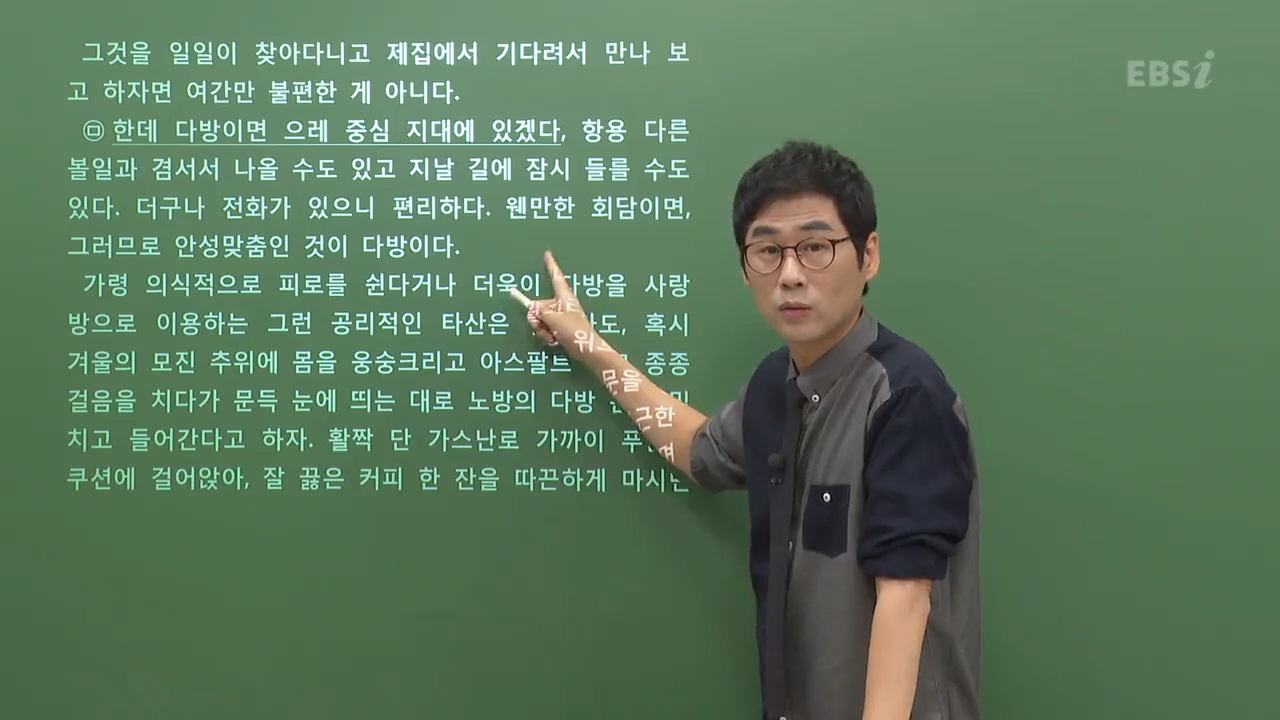 그것을 일일이 찾아다니고 제집에서 기다려서 만나 보
고 하자면 여간만 불편한 게 아니다.
㉤ 한데 다방이면 으레 중심 지대에 있겠다, 항용 다른
볼일과 겸서서 나올 수도 있고 지날 길에 잠시 들를 수도
있다. 더구나 전화가 있으니 편리하다. 웬만한 회담이면,
그러므로 안성맞춤인 것이 다방이다.
가령 의식적으로 피로를 쉰다거나 더욱이 다방을 사랑
방으로 이용하는 그런 공리적인 타산은 혹시
겨울의 모진 추위에 몸을 웅숭크리고 아스팔트 종종
걸음을 치다가 문득 눈에 띄는 대로 노방의 다방
치고 들어간다고 하자. 활짝 단 가스난로 가까이
쿠션에 걸어앉아, 잘 끓은 커피 한 잔을 따끈하게 마시면
EBSi